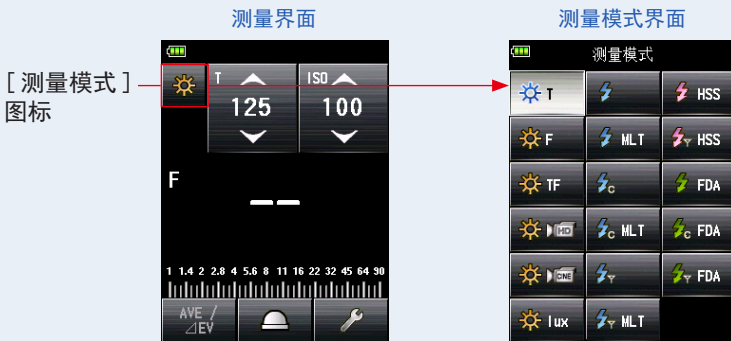 测量界面
测量模式界面
[ 测量模式 ]
图标
T
125
ISO
100
F
1 1.4 2 2.8 4 5.6 8 11 16 22 32 45 64 90
AVE /
⊿EV
测量模式
T
HSS
F
MLT
HSS
TF
C
FDA
HD
C MLT
C FDA
CINE
FDA
lux
MLT